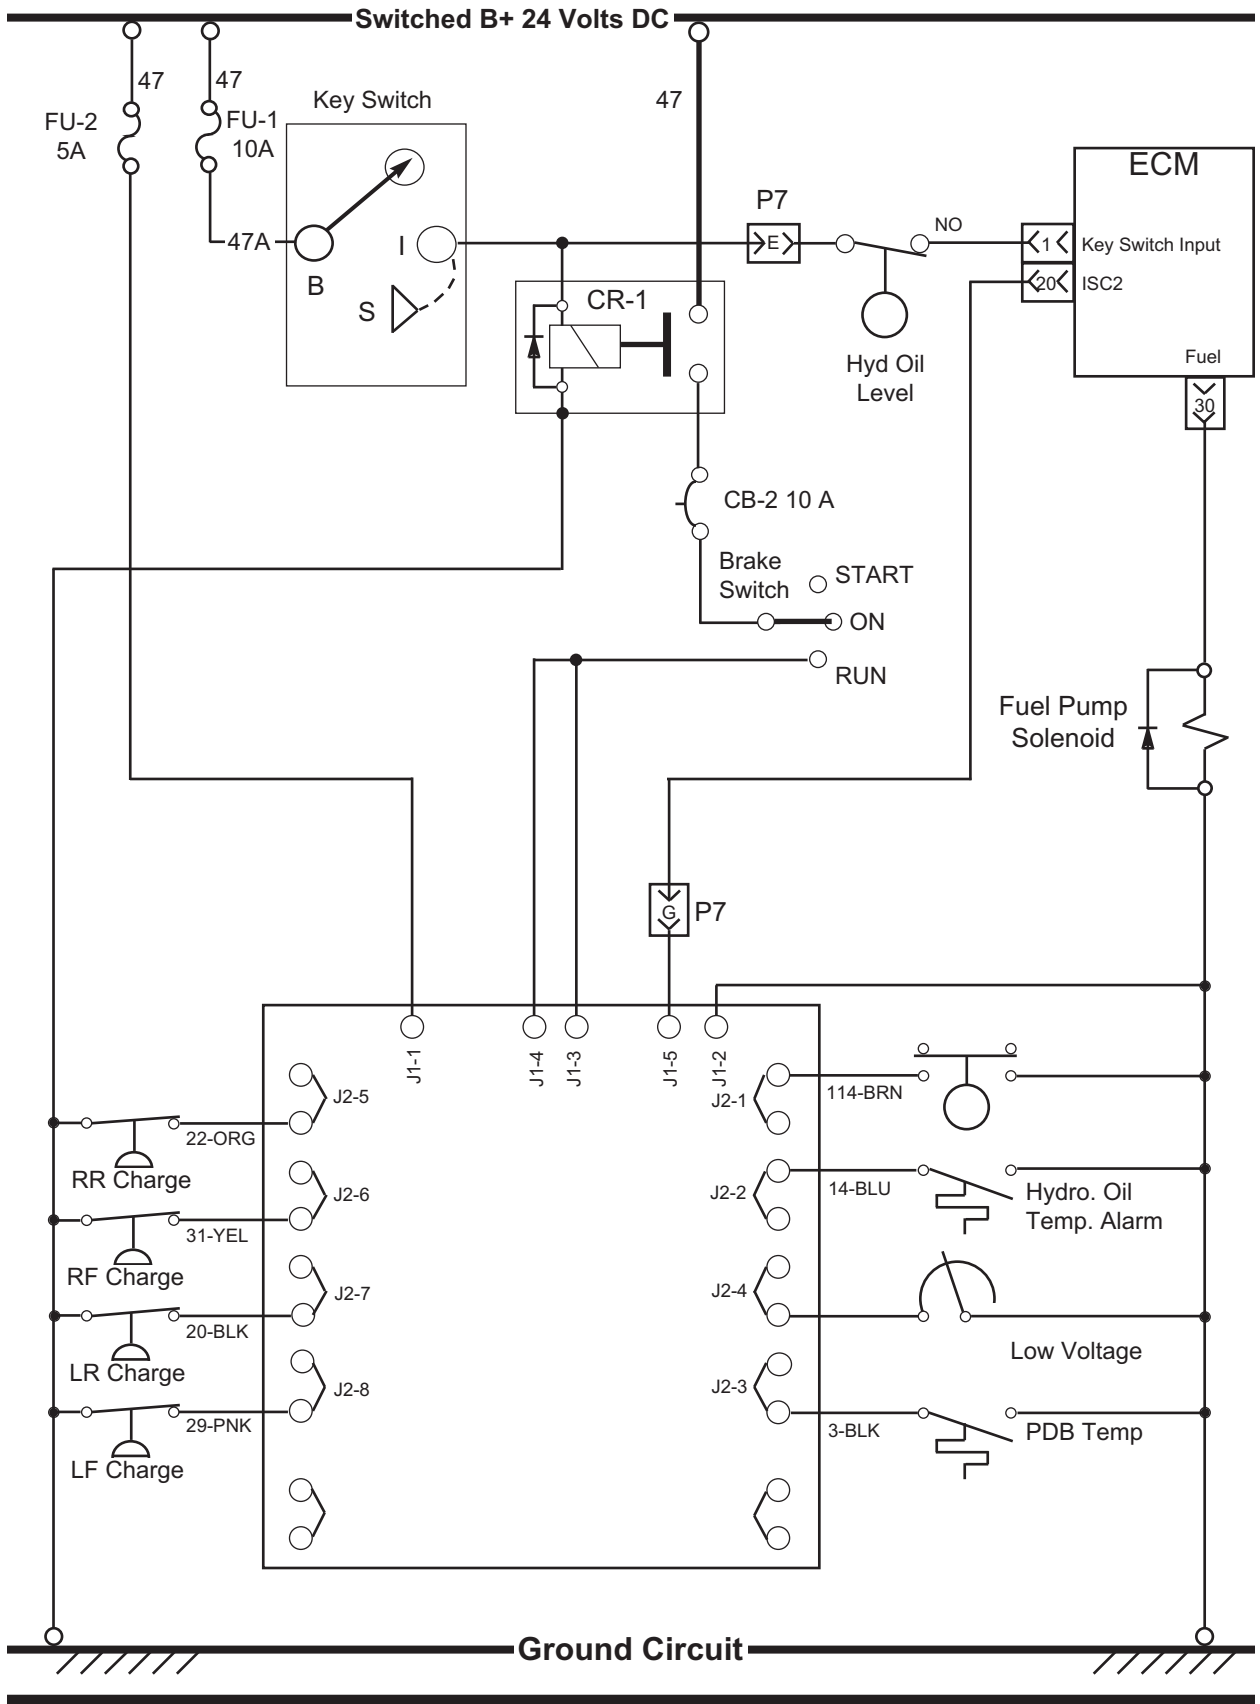 Switched B+ 24 Volts DC
47
47
47
FU-2
5A
FU-1
10A
Key Switch
47A
B
I
S
CR-1
P7
E
NO
ECM
1
Key Switch Input
20
ISC2
Fuel
30
Hyd Oil
Level
CB-2 10 A
Brake
Switch
START
ON
RUN
Fuel Pump
Solenoid
G
P7
J1-1
J1-4
J1-3
J1-5
J1-2
J2-5
J2-1
22-ORG
114-BRN
RR Charge
J2-6
J2-2
31-YEL
14-BLU
Hydro. Oil
Temp. Alarm
RF Charge
J2-7
J2-4
20-BLK
LR Charge
Low Voltage
J2-8
J2-3
29-PNK
3-BLK
PDB Temp
LF Charge
Ground Circuit